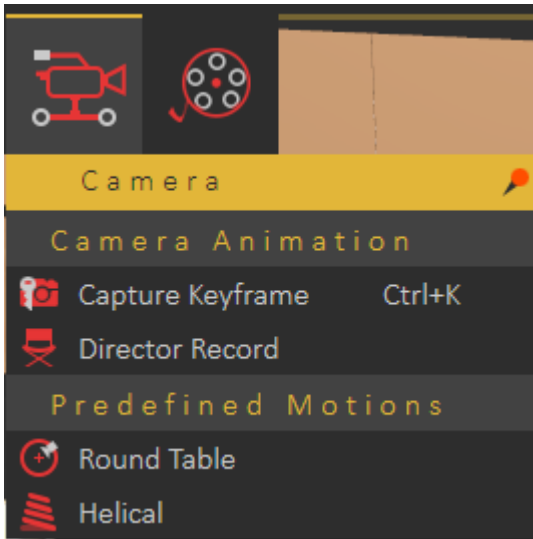 Camera
Camera Animation
Capture Keyframe Ctrl+K
Director Record
Predefined Motions
Round Table
Helical